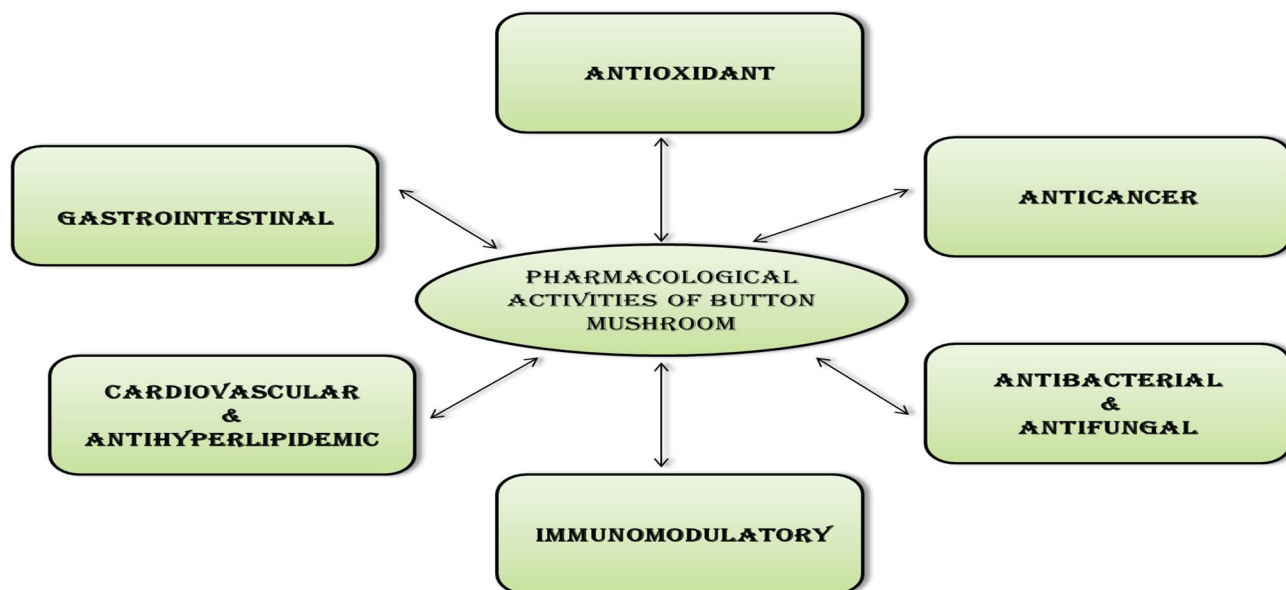 ANTIOXIDANT
GASTROINTESTINAL
ANTICANCER
PHARMACOLOGICAL
ACTIVITIES OF BUTTON
MUSHROOM
CARDIOVASCULAR
&
ANTIHYPERLIPIDEMIC
ANTIBACTERIAL
&
ANTIFUNGAL
IMMUNOMODULATORY